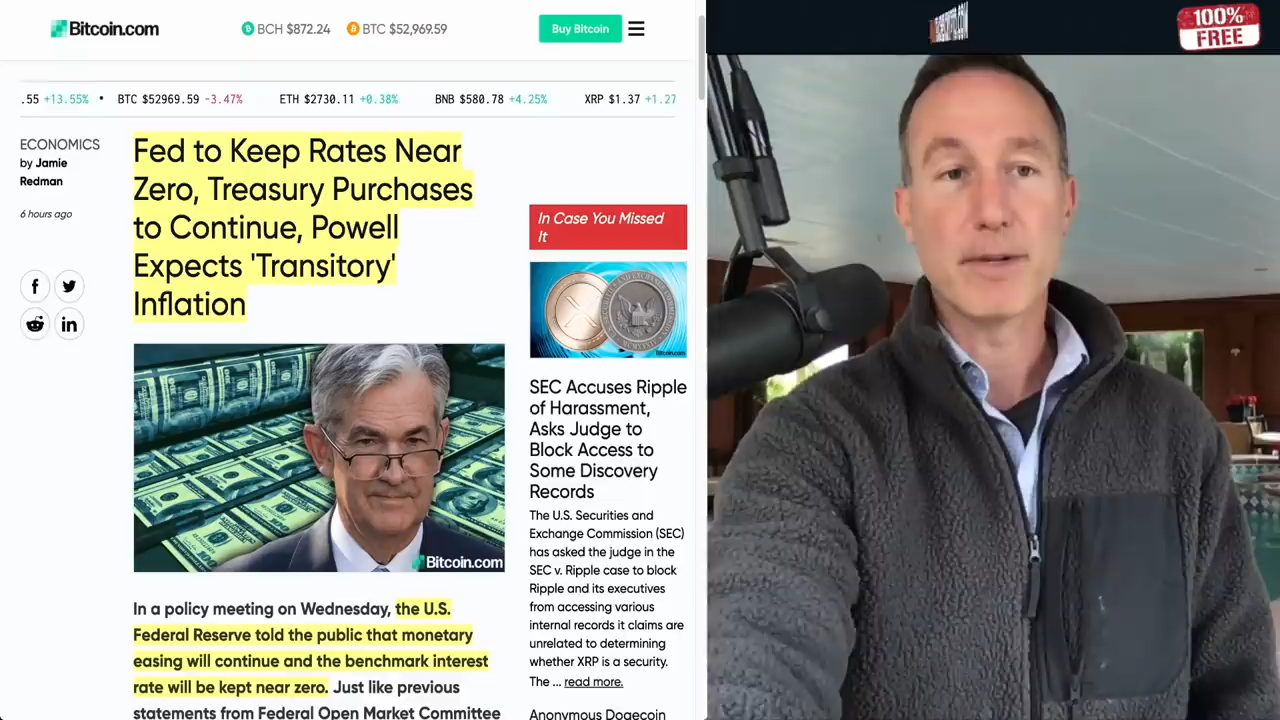 Bitcoin.com
BCH $872.24 BTC $52,969.59
Buy Bitcoin
.55 +13.55% • BTC $52969.59 -3.47% ETH $2730.11 +0.38% BNB $580.78 +4.25% XRP $1.37 +1.27
ECONOMICS
by Jamie
Redman
6 hours ago
Fed to Keep Rates Near
Zero, Treasury Purchases
to Continue, Powell
Expects 'Transitory'
Inflation
Bitcoin.com
In a policy meeting on Wednesday, the U.S.
Federal Reserve told the public that monetary
easing will continue and the benchmark interest
rate will be kept near zero. Just like previous
statements from Federal Open Market Committee
In Case You Missed
It
Bitcoin.com
SEC Accuses Ripple
of Harassment,
Asks Judge to
Block Access to
Some Discovery
Records
The U.S. Securities and
Exchange Commission (SEC)
has asked the judge in the
SEC v. Ripple case to block
Ripple and its executives
from accessing various
internal records it claims are
unrelated to determining
whether XRP is a security.
The ... read more.
Anonymous Dogecoin
100%
FREE